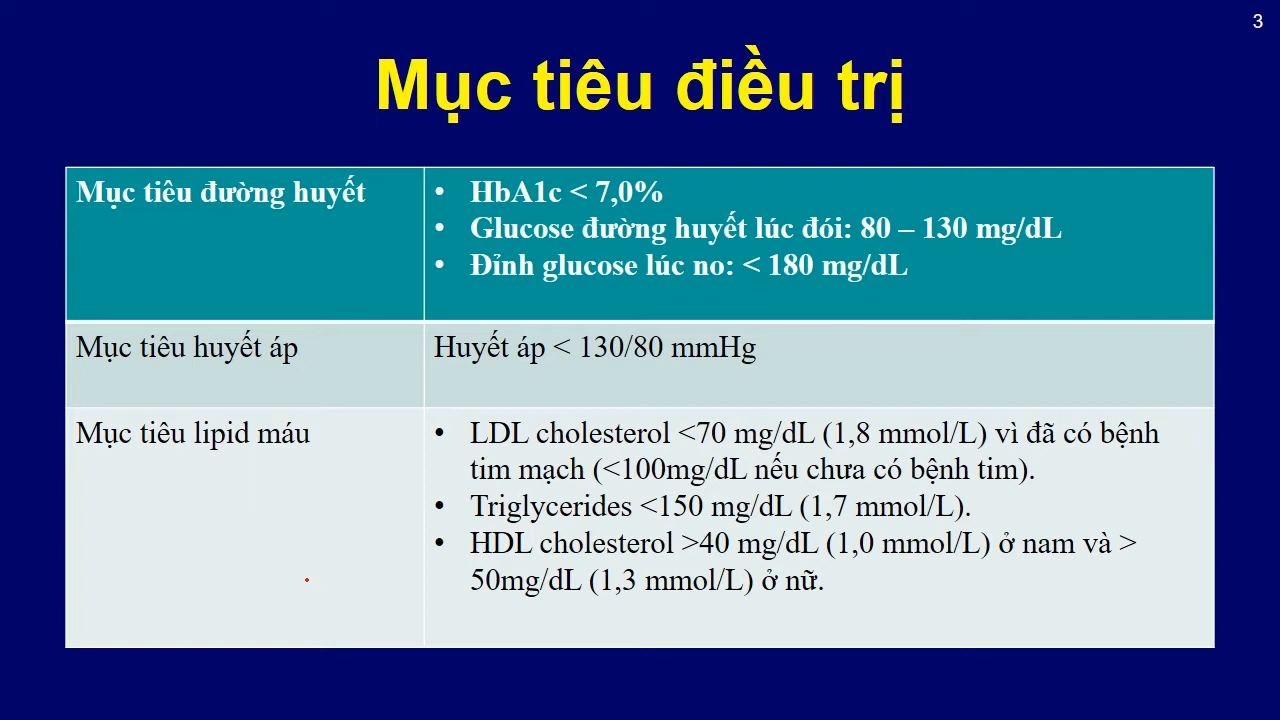 3
Mục tiêu điều trị
Mục tiêu đường huyết
• HbA1c < 7,0%
• Glucose đường huyết lúc đói: 80 – 130 mg/dL
• Đỉnh glucose lúc no: < 180 mg/dL
Mục tiêu huyết áp
Huyết áp < 130/80 mmHg
Mục tiêu lipid máu
• LDL cholesterol <70 mg/dL (1,8 mmol/L) vì đã có bệnh
tim mạch (<100mg/dL nếu chưa có bệnh tim).
• Triglycerides <150 mg/dL (1,7 mmol/L).
• HDL cholesterol >40 mg/dL (1,0 mmol/L) ở nam và >
50mg/dL (1,3 mmol/L) ở nữ.